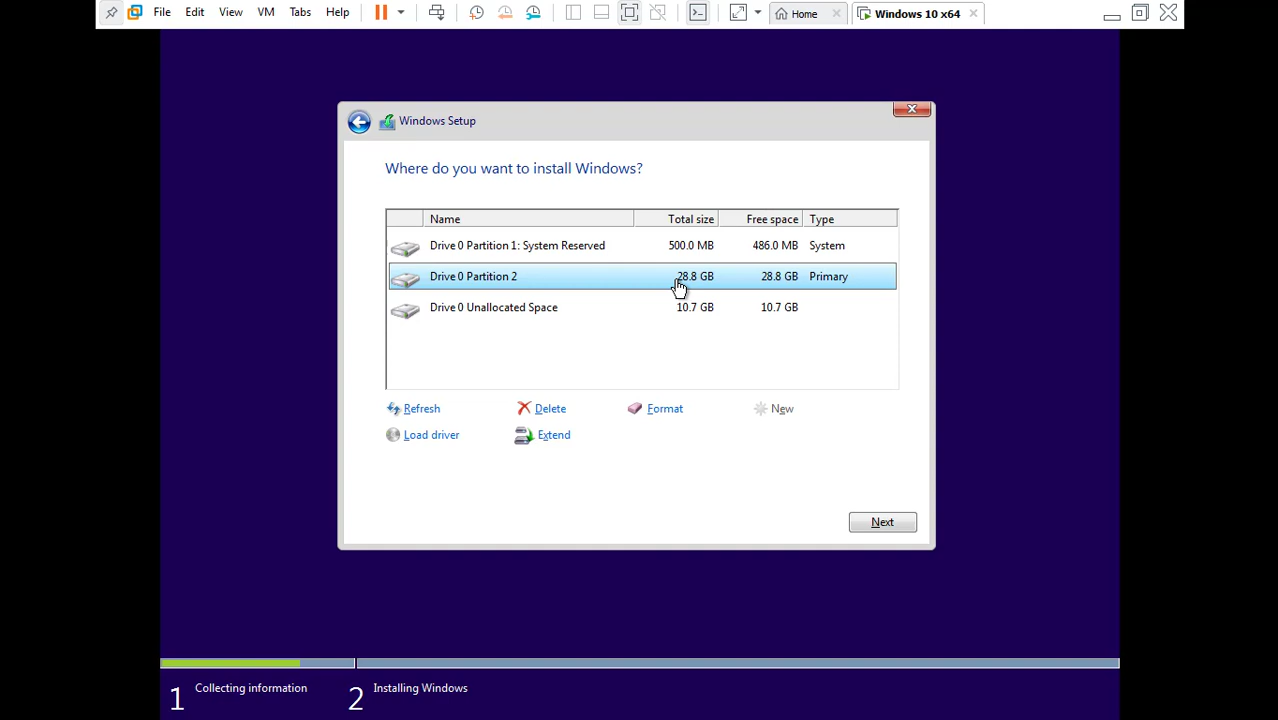 File Edit View VM Tabs Help Home Windows 10 x64
Windows Setup
Where do you want to install Windows?
Name Total size Free space Type
Drive 0 Partition 1: System Reserved 500.0 MB 486.0 MB System
Drive 0 Partition 2 28.8 GB 28.8 GB Primary
Drive 0 Unallocated Space 10.7 GB 10.7 GB
Refresh Delete Format New
Load driver Extend
Next
1 Collecting information 2 Installing Windows